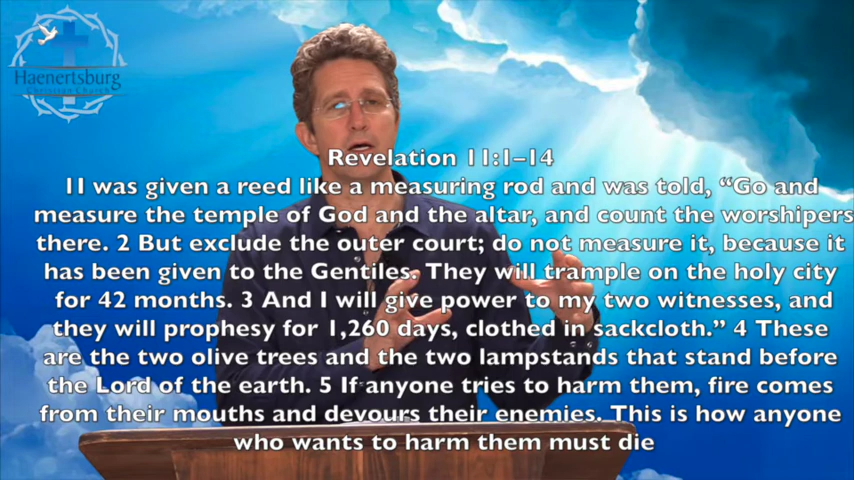 Haenertsburg
Christian Church
Revelation 11:1–14
1I was given a reed like a measuring rod and was told, “Go and
measure the temple of God and the altar, and count the worshipers
there. 2 But exclude the outer court; do not measure it, because it
has been given to the Gentiles. They will trample on the holy city
for 42 months. 3 And I will give power to my two witnesses, and
they will prophesy for 1,260 days, clothed in sackcloth.” 4 These
are the two olive trees and the two lampstands that stand before
the Lord of the earth. 5 If anyone tries to harm them, fire comes
from their mouths and devours their enemies. This is how anyone
who wants to harm them must die